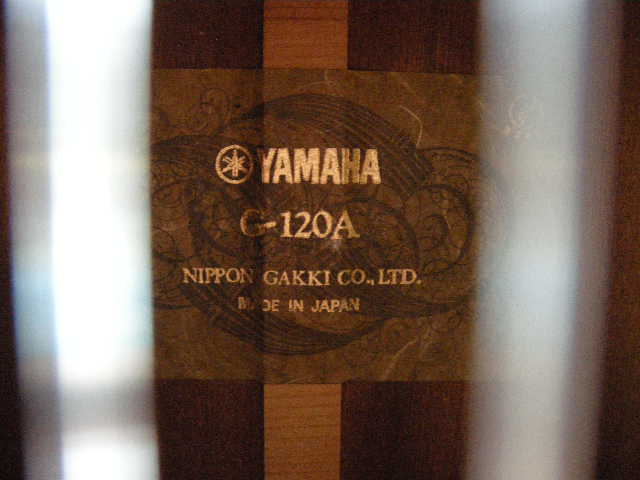 YAMAHA
G-120A
NIPPON GAKKI CO., LTD.
MADE IN JAPAN